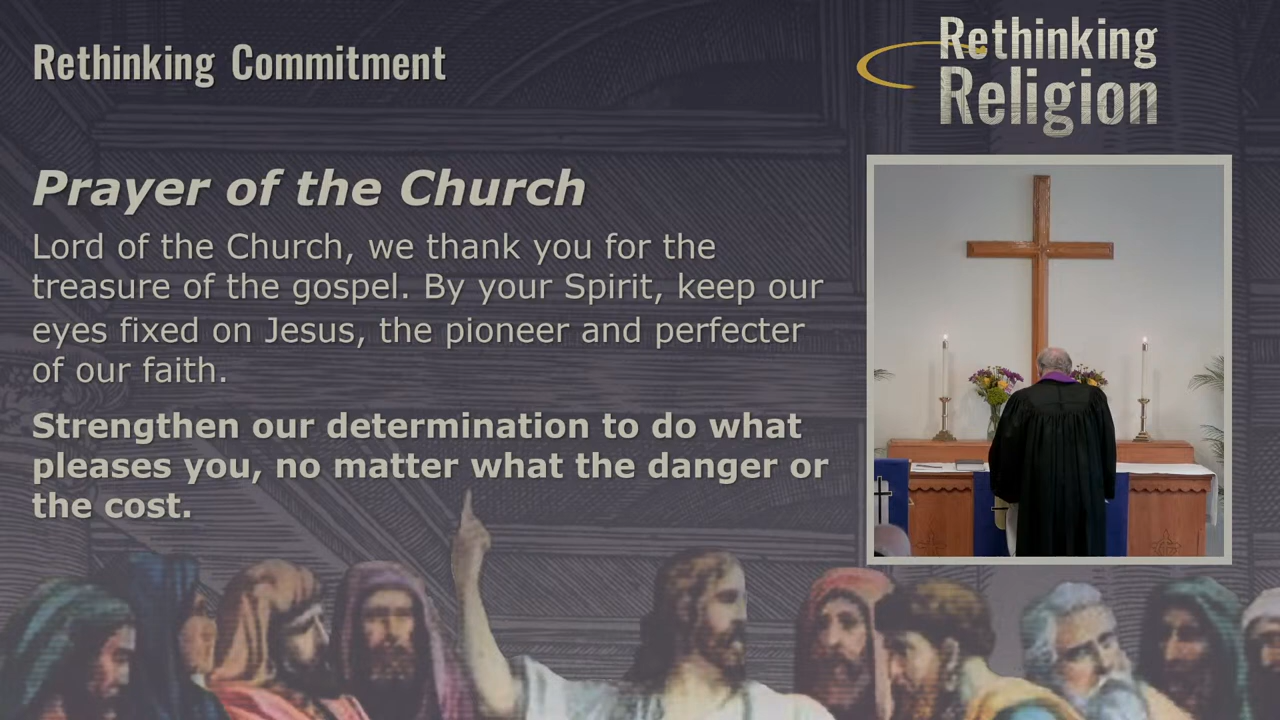 Rethinking Commitment
Rethinking
Religion
Prayer of the Church
Lord of the Church, we thank you for the
treasure of the gospel. By your Spirit, keep our
eyes fixed on Jesus, the pioneer and perfecter
of our faith.
Strengthen our determination to do what
pleases you, no matter what the danger or
the cost.